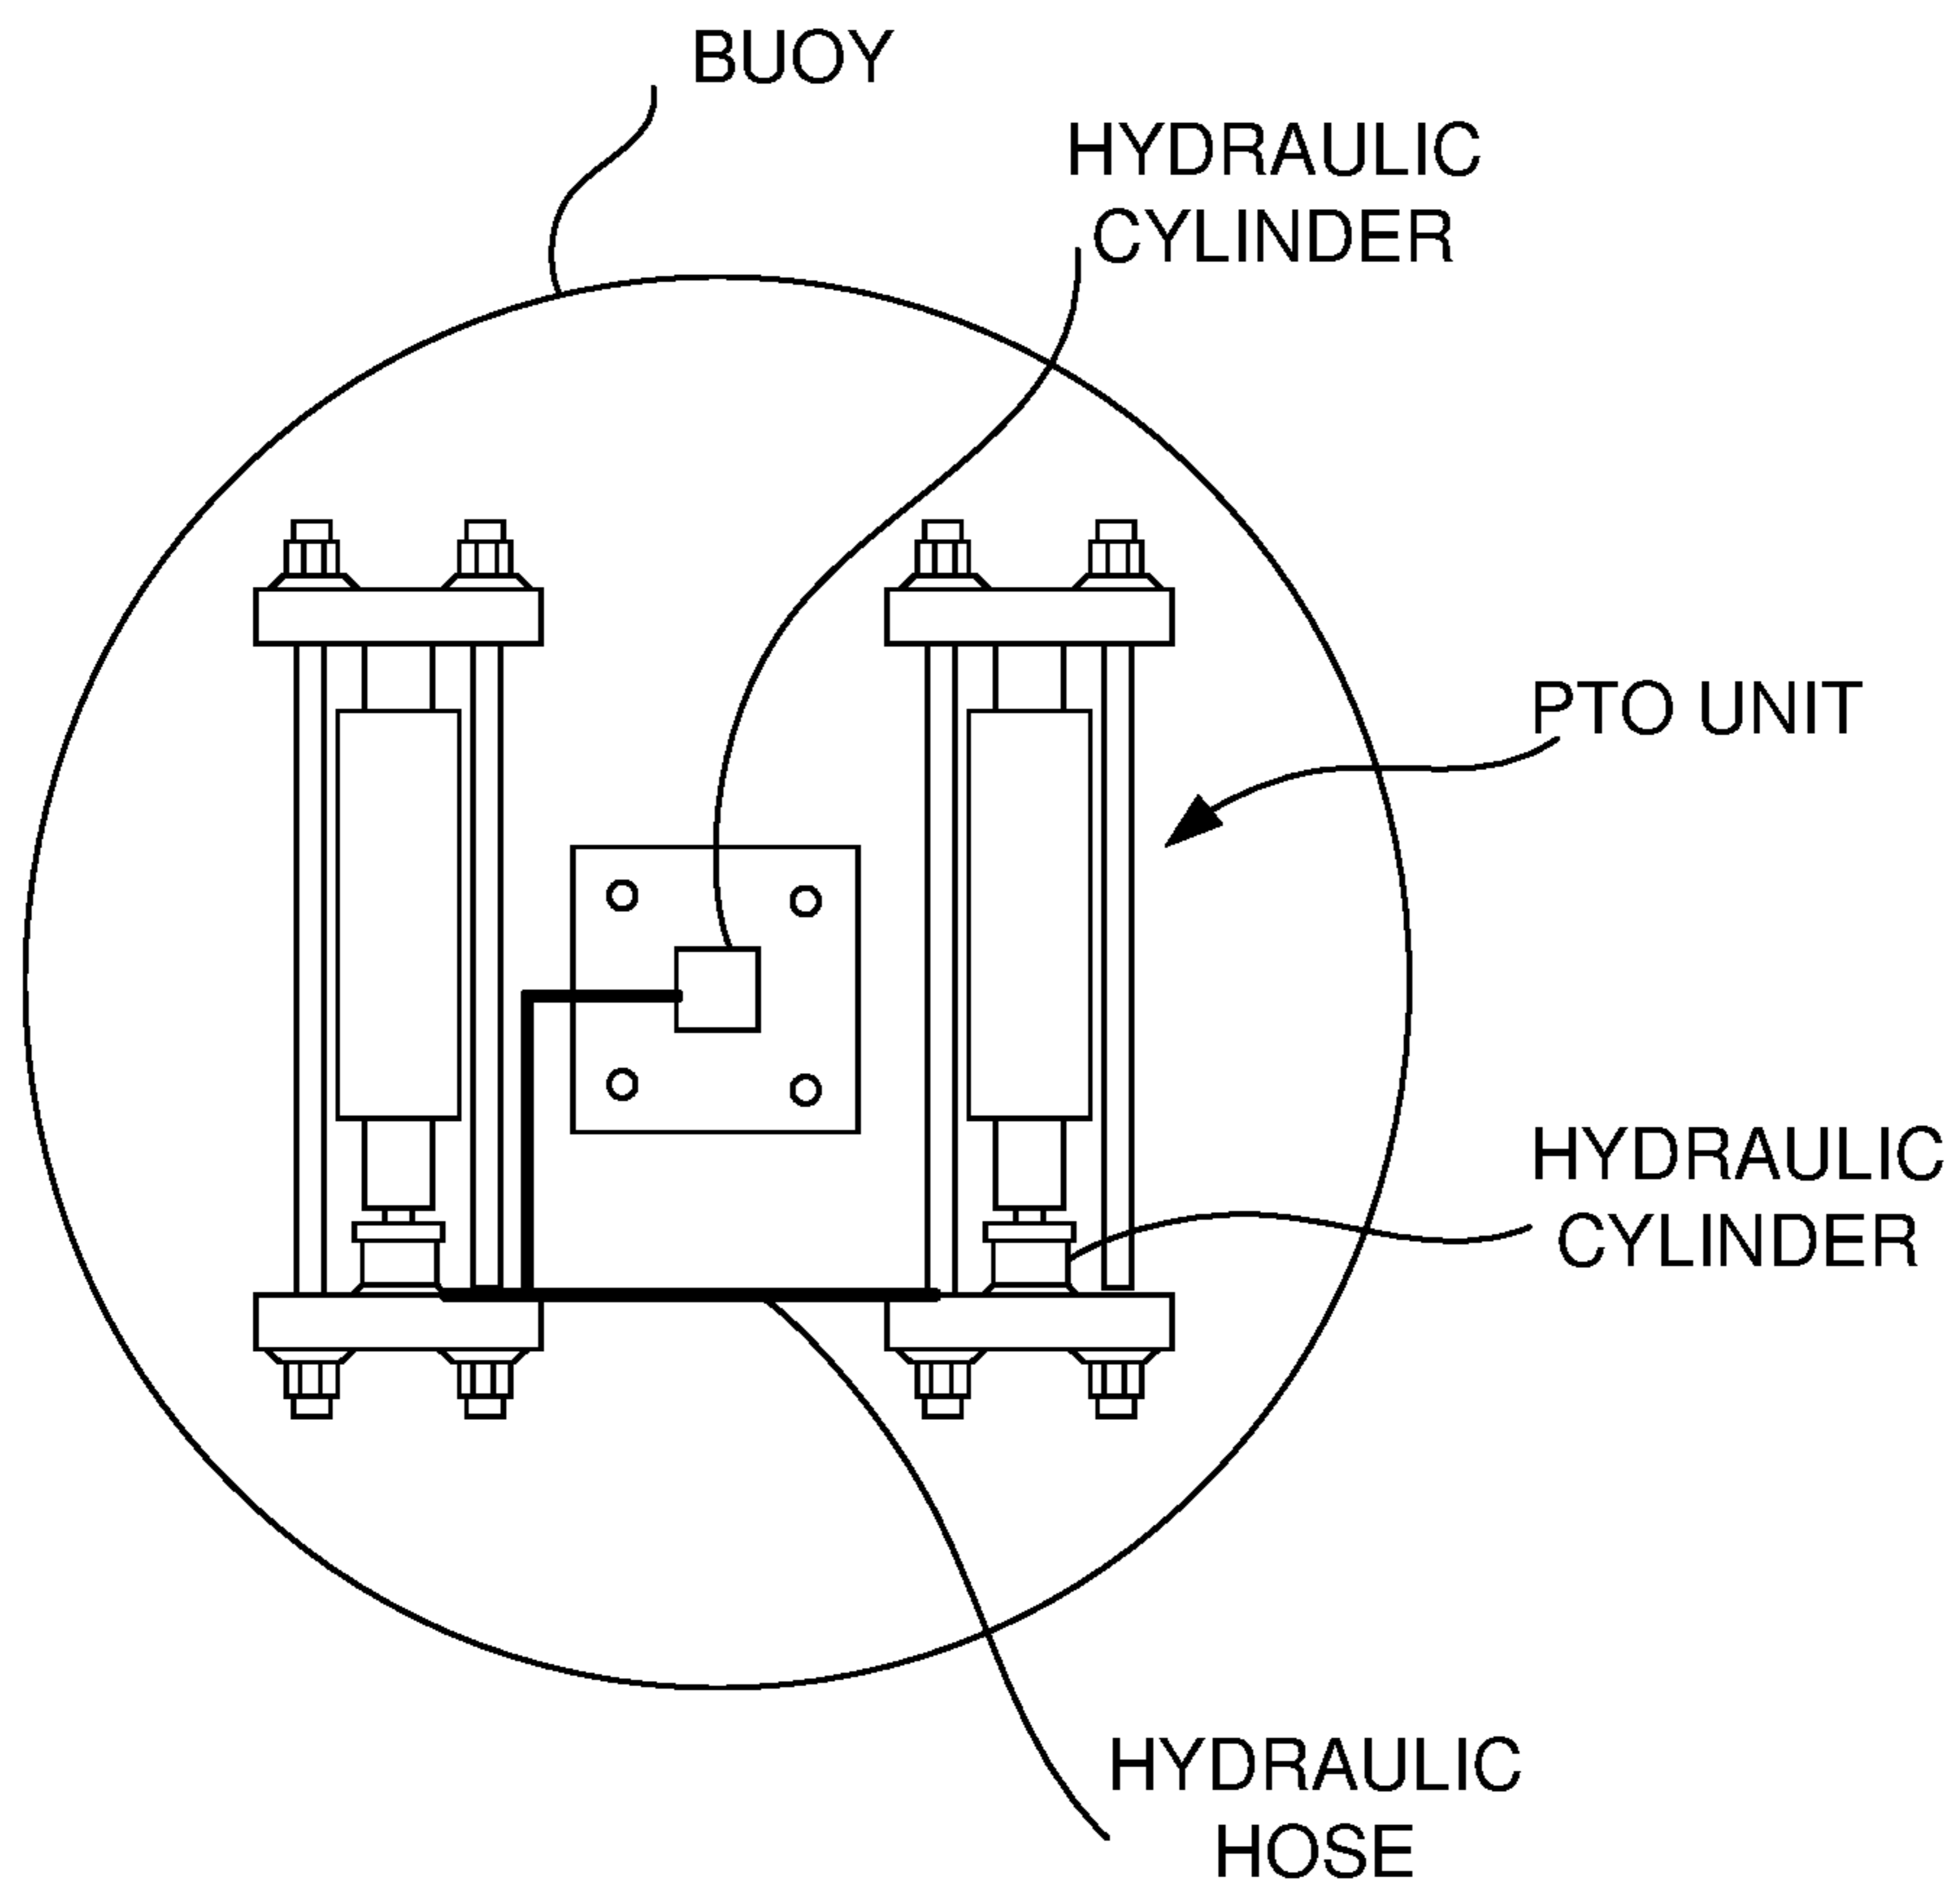 BUOY
HYDRAULIC
CYLINDER
PTO UNIT
HYDRAULIC
CYLINDER
HYDRAULIC
HOSE